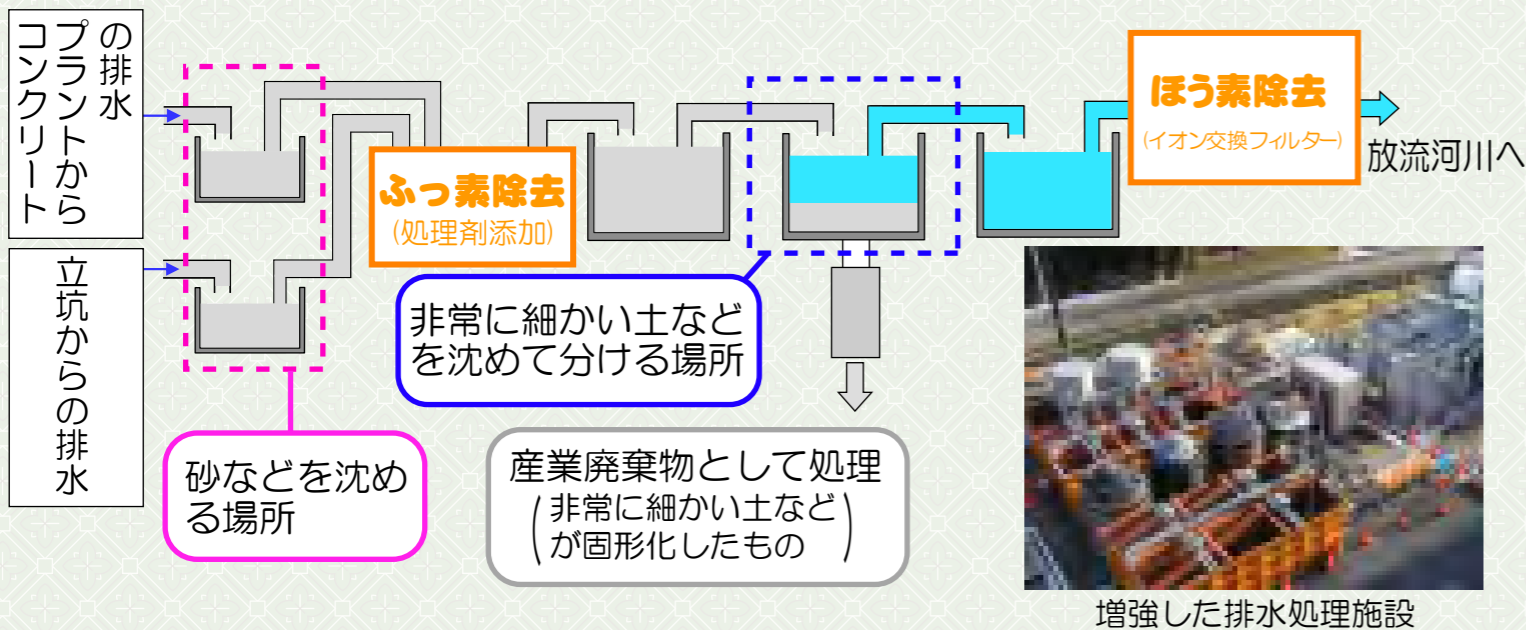 コンクリート
プラントから
の排水
立坑からの排水
砂などを沈め
る場所
ふっ素除去
(処理剤添加)
非常に細かい土など
を沈めて分ける場所
産業廃棄物として処理
(非常に細かい土など
が固形化したもの)
ほう素除去
(イオン交換フィルター)
放流河川へ
増強した排水処理施設